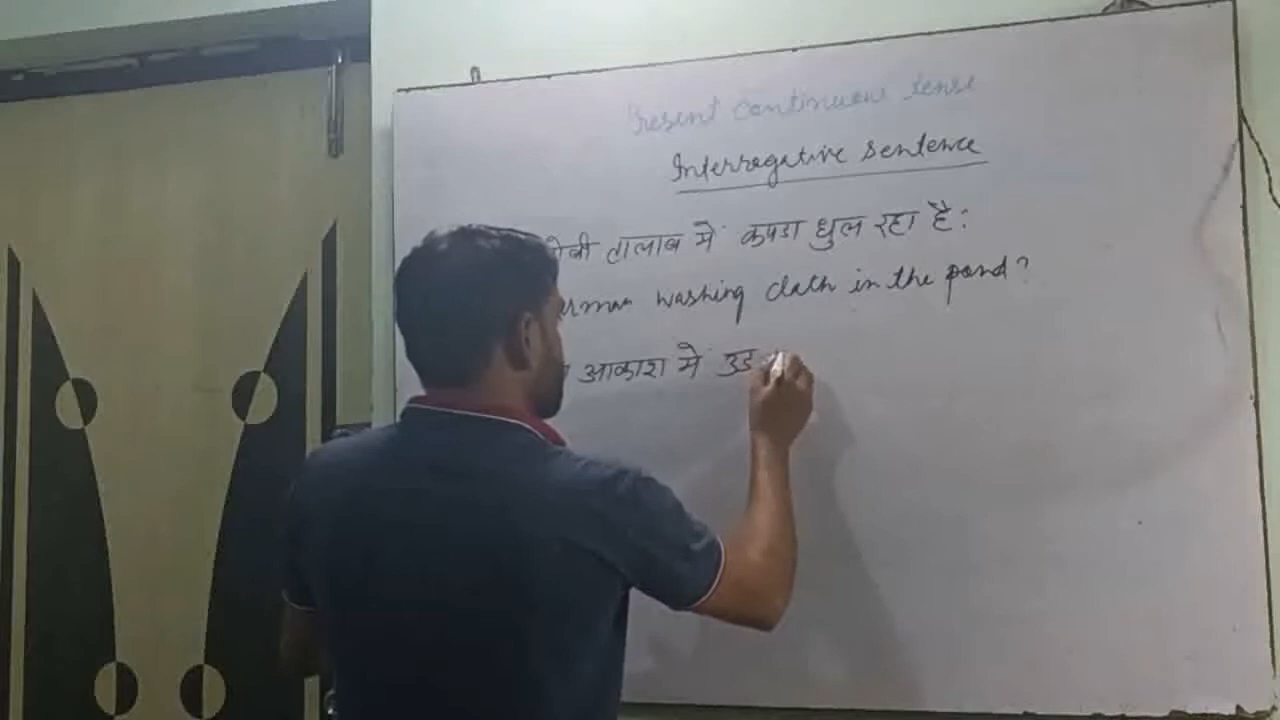 Present Continuous tense
Interrogative Sentence
तालाब में कपडा धुल रहा है:
washing cloth in the pond?
आकाश में उड